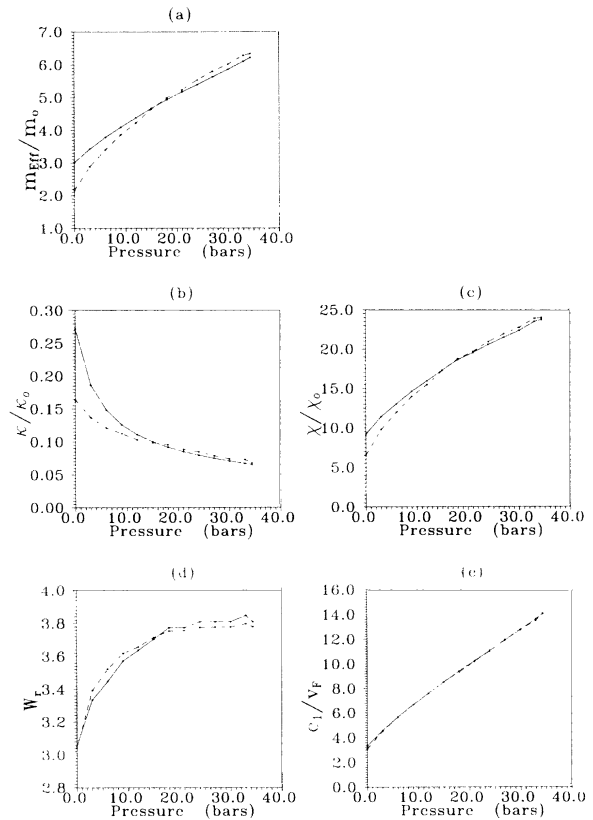 (a)
7.0
6.0
5.0
4.0
3.0
2.0
1.0
m_Eff/m_o
0.0 10.0 20.0 30.0 40.0
Pressure (bars)
(b)
0.30
0.25
0.20
0.15
0.10
0.05
0.00
κ/κ_o
0.0 10.0 20.0 30.0 40.0
Pressure (bars)
(c)
25.0
20.0
15.0
10.0
5.0
0.0
χ/χ_o
0.0 10.0 20.0 30.0 40.0
Pressure (bars)
(d)
4.0
3.8
3.6
3.4
3.2
3.0
2.8
W_r
0.0 10.0 20.0 30.0 40.0
Pressure (bars)
(e)
16.0
14.0
12.0
10.0
8.0
6.0
4.0
2.0
0.0
c_1/v_F
0.0 10.0 20.0 30.0 40.0
Pressure (bars)